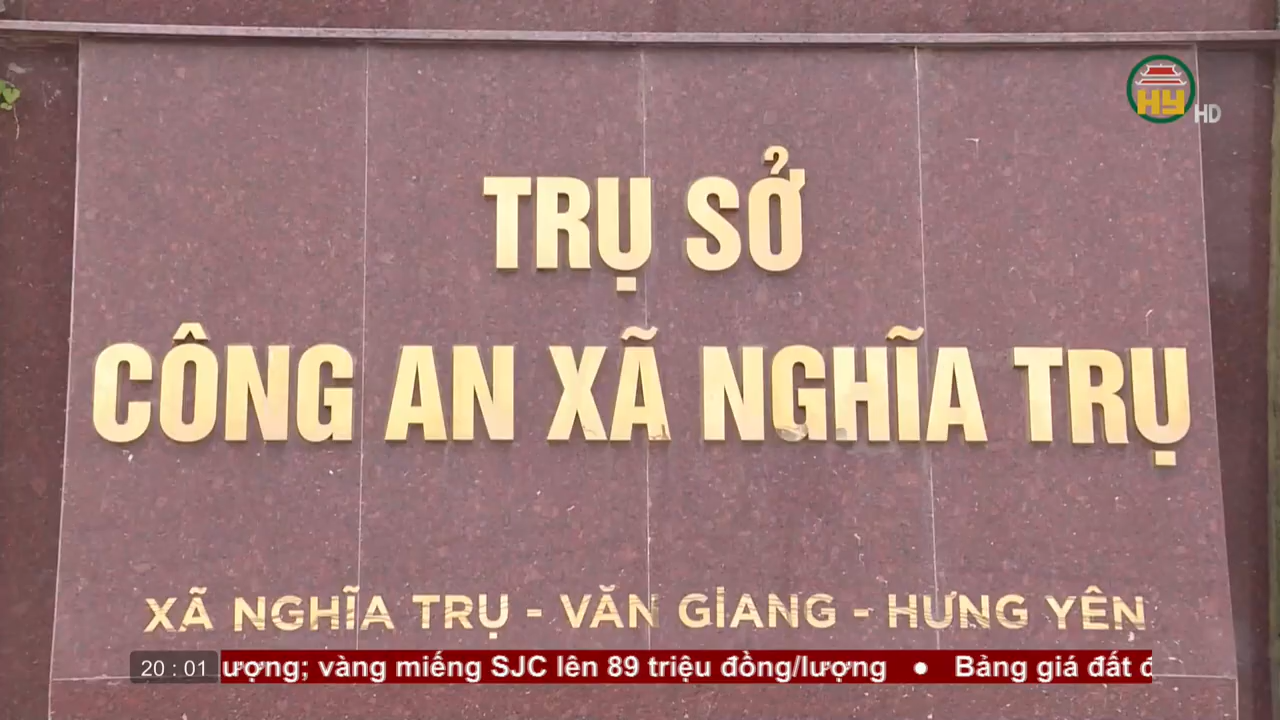 HY HD
TRỤ SỞ
CÔNG AN XÃ NGHĨA TRỤ
XÃ NGHĨA TRỤ - VĂN GIANG - HƯNG YÊN
20 : 01 ượng; vàng miếng SJC lên 89 triệu đồng/lượng ● Bảng giá đất